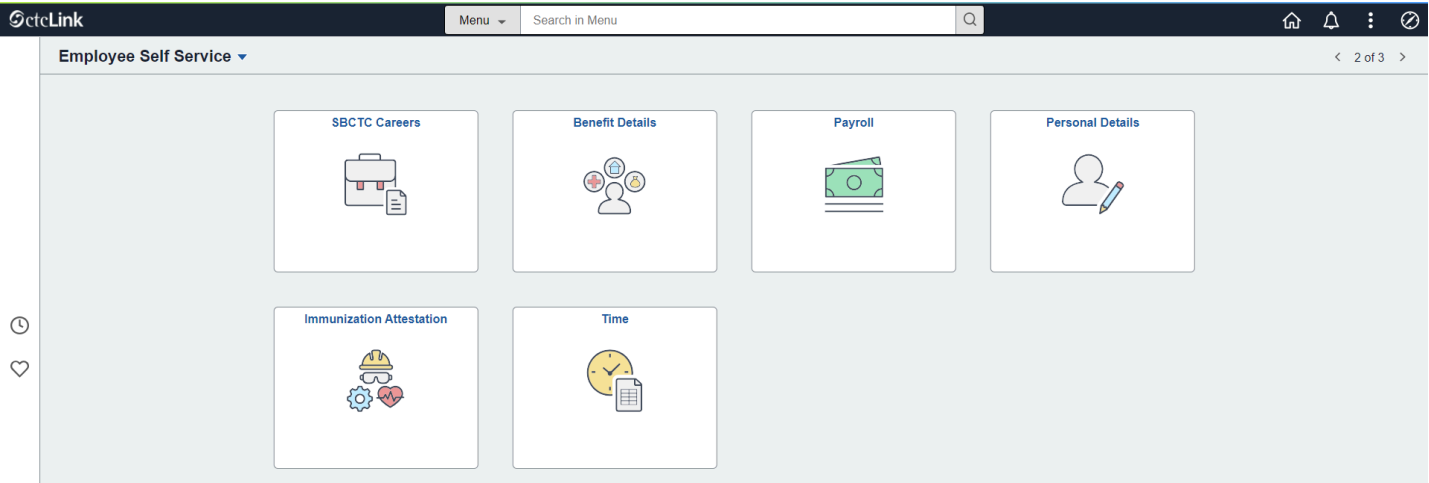 ctcLink
Menu
Search in Menu
Employee Self Service
2 of 3
SBCTC Careers
Benefit Details
Payroll
Personal Details
Immunization Attestation
Time